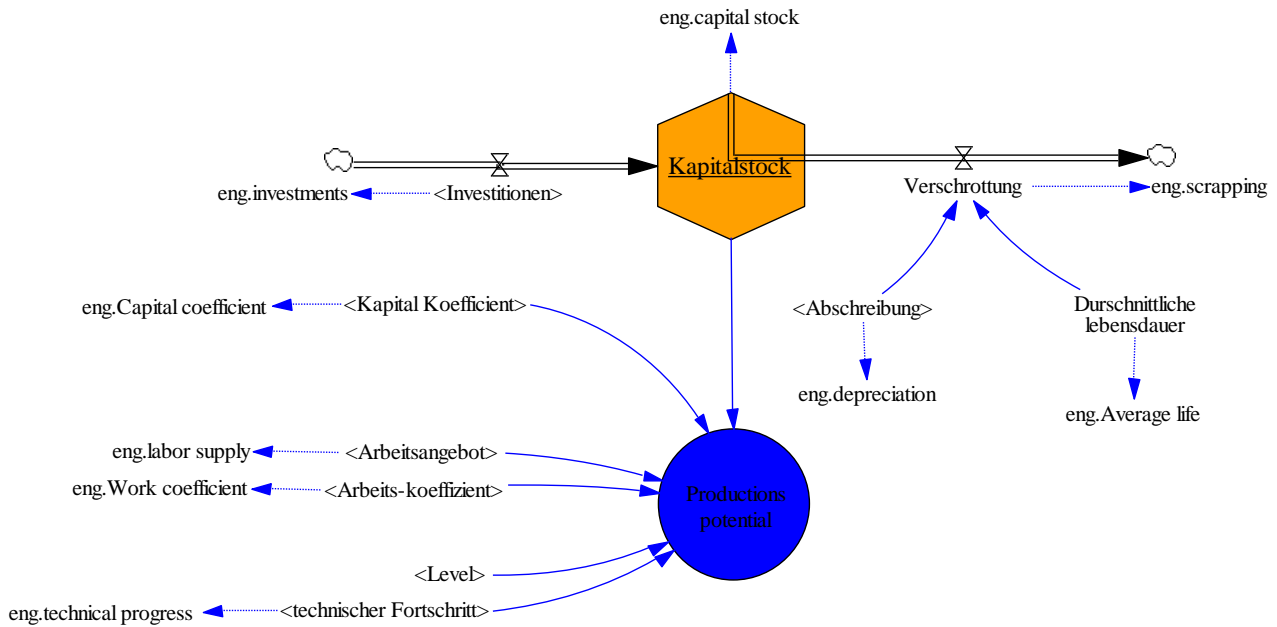 eng.capital stock
Kapitalstock
eng.investments
<Investitionen>
Verschrottung
eng.scrapping
eng.Capital coefficient
<Kapital Koefficient>
<Abschreibung>
Durschnittliche
lebensdauer
eng.depreciation
eng.Average life
eng.labor supply
<Arbeitsangebot>
eng.Work coefficient
<Arbeits-koeffizient>
Productions
potential
<Level>
eng.technical progress
<technischer Fortschritt>